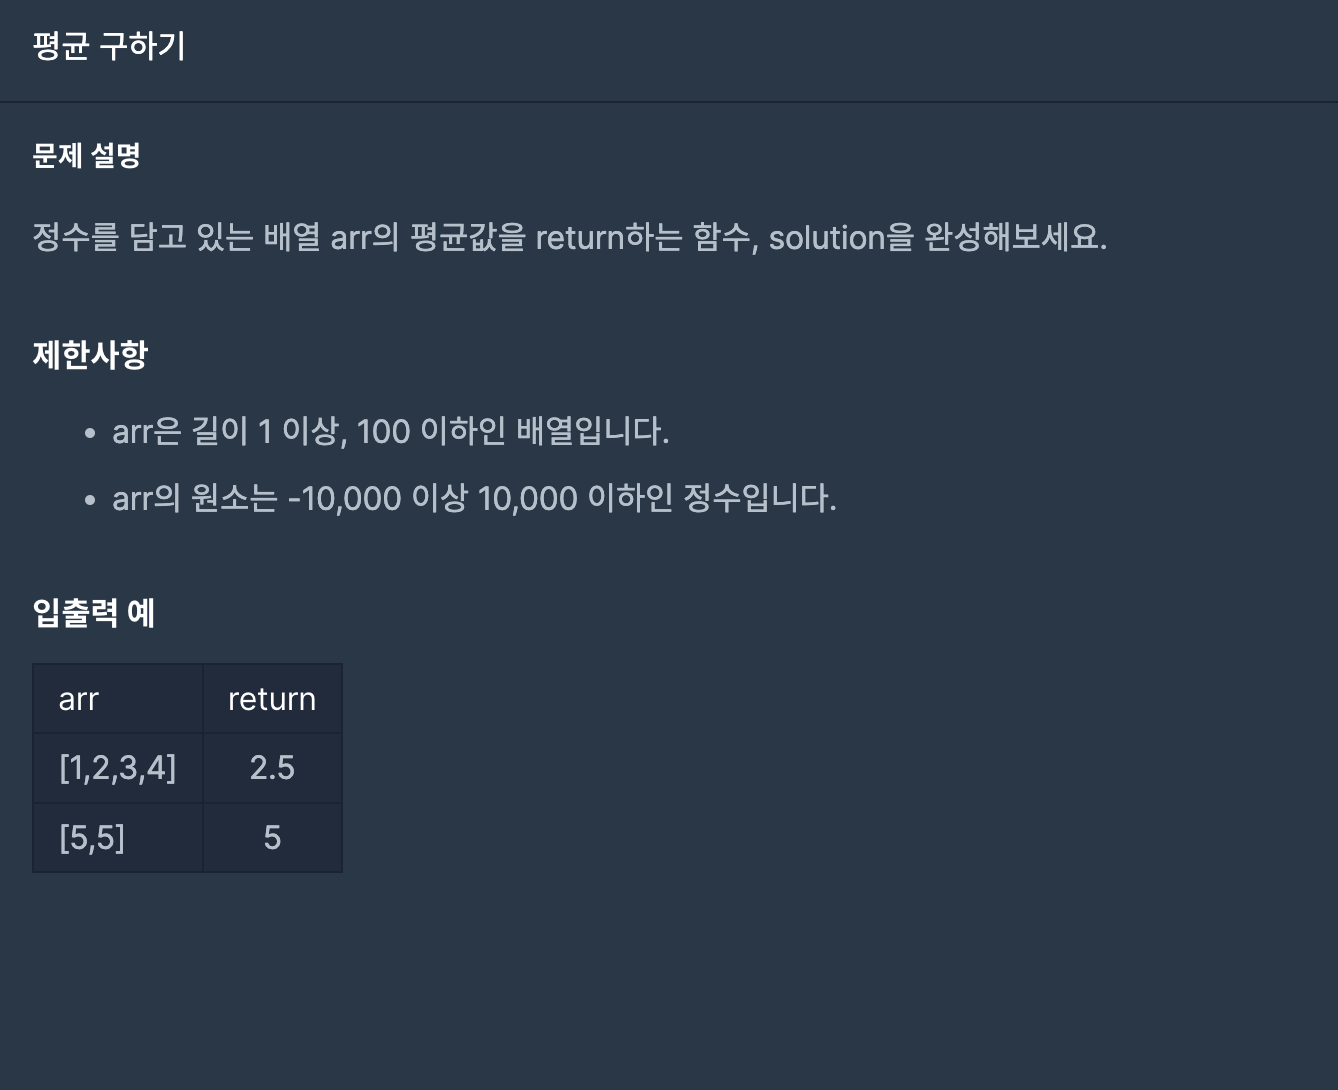 평균 구하기
문제 설명
정수를 담고 있는 배열 arr의 평균값을 return하는 함수, solution을 완성해보세요.
제한사항
• arr은 길이 1 이상, 100 이하인 배열입니다.
• arr의 원소는 -10,000 이상 10,000 이하인 정수입니다.
입출력 예
arr return
[1,2,3,4] 2.5
[5,5] 5